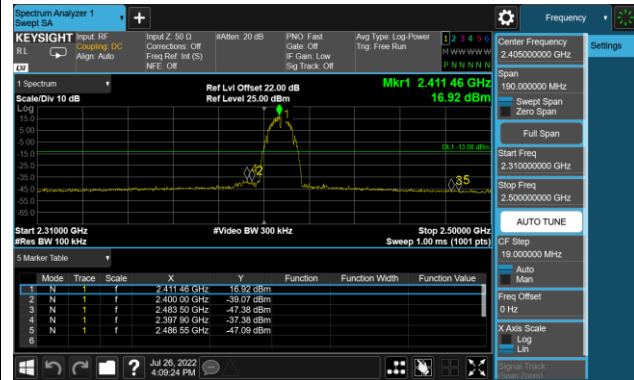 Spectrum Analyzer 1
Swept SA
+
Frequency
KEYSIGHT
RL
LXI
Input: RF
Coupling: DC
Align: Auto
Input Z: 50 Ω
Corrections: Off
Freq Ref: Int (S)
NFE: Off
#Atten: 20 dB
PNO: Fast
Gate: Off
IF Gain: Low
Sig Track: Off
Avg Type: Log-Power
Trig: Free Run
1 2 3 4 5 6
M W W W W W
P N N N N N
1 Spectrum
Scale/Div 10 dB
Ref Lvl Offset 22.00 dB
Ref Level 25.00 dBm
Mkr1 2.411 46 GHz
16.92 dBm
Log
15.0
5.00
-5.00
-15.0
-25.0
-35.0
-45.0
-55.0
-65.0
1
2
DL1 -13.08 dBm
Start 2.31000 GHz
#Res BW 100 kHz
#Video BW 300 kHz
Stop 2.50000 GHz
Sweep 1.00 ms (1001 pts)
5 Marker Table
Mode Trace Scale X Y Function Function Width Function Value
1 N 1 f 2.411 46 GHz 16.92 dBm
2 N 1 f 2.400 00 GHz -39.07 dBm
3 N 1 f 2.483 50 GHz -47.38 dBm
4 N 1 f 2.397 90 GHz -37.38 dBm
5 N 1 f 2.486 55 GHz -47.09 dBm
6
Jul 26, 2022
4:09:24 PM
Center Frequency
2.405000000 GHz
Settings
Span
190.000000 MHz
Swept Span
Zero Span
Full Span
Start Freq
2.310000000 GHz
Stop Freq
2.500000000 GHz
AUTO TUNE
CF Step
19.000000 MHz
Auto
Man
Freq Offset
0 Hz
X Axis Scale
Log
Lin
Signal Track
(Span Zoom)